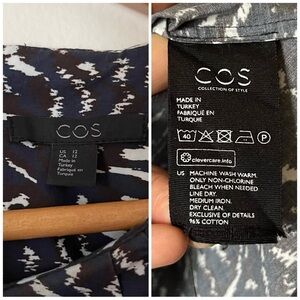 COS
US 12
CA 12
Made in
Turkey
Fabriqué en
Turquie
COS
COLLECTION OF STYLE
MADE IN
TURKEY
FABRIQUÉ EN
TURQUIE
40
P
clevercare.info
US MACHINE WASH WARM.
ONLY NON-CHLORINE
BLEACH WHEN NEEDED
LINE DRY.
MEDIUM IRON.
DRY CLEAN.
EXCLUSIVE OF DETAILS
96% COTTON